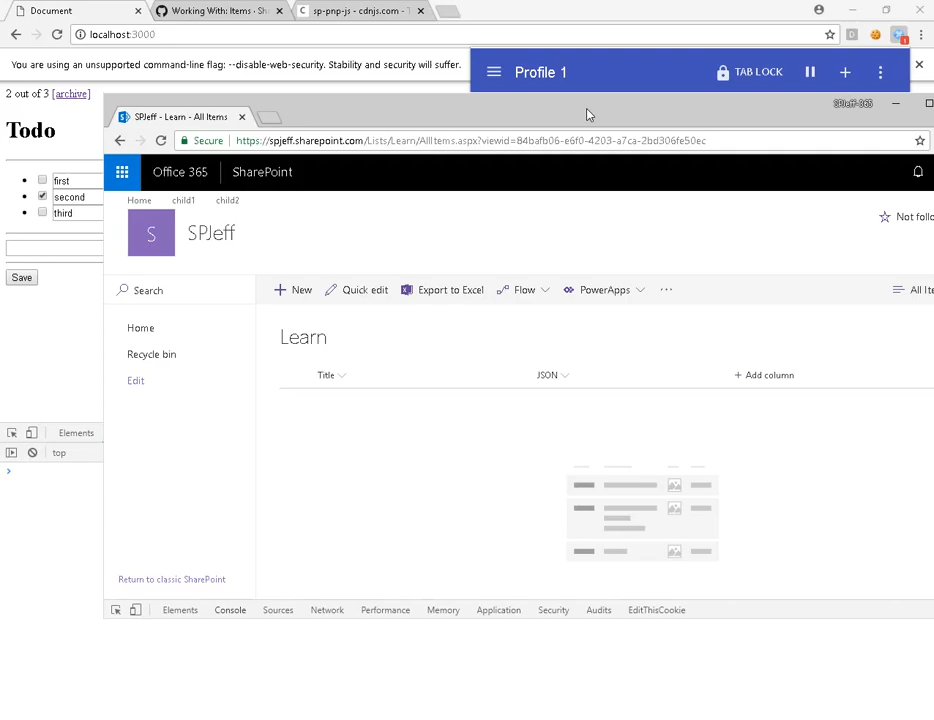 Document
Working With: Items · Sh
sp-pnp-js - cdnjs.com - T
localhost:3000
You are using an unsupported command-line flag: --disable-web-security. Stability and security will suffer.
Profile 1
TAB LOCK
2 out of 3 [archive]
Todo
first
second
third
Save
Elements
top
SPJeff - Learn - All Items
SPJeff-365
Secure
https://spjeff.sharepoint.com/Lists/Learn/AllItems.aspx?viewid=84bafb06-e6f0-4203-a7ca-2bd306fe50ec
Office 365
SharePoint
Home child1 child2
S
SPJeff
Not follo
Search
New
Quick edit
Export to Excel
Flow
PowerApps
All Ite
Home
Recycle bin
Edit
Learn
Title
JSON
+ Add column
Return to classic SharePoint
Elements Console Sources Network Performance Memory Application Security Audits EditThisCookie